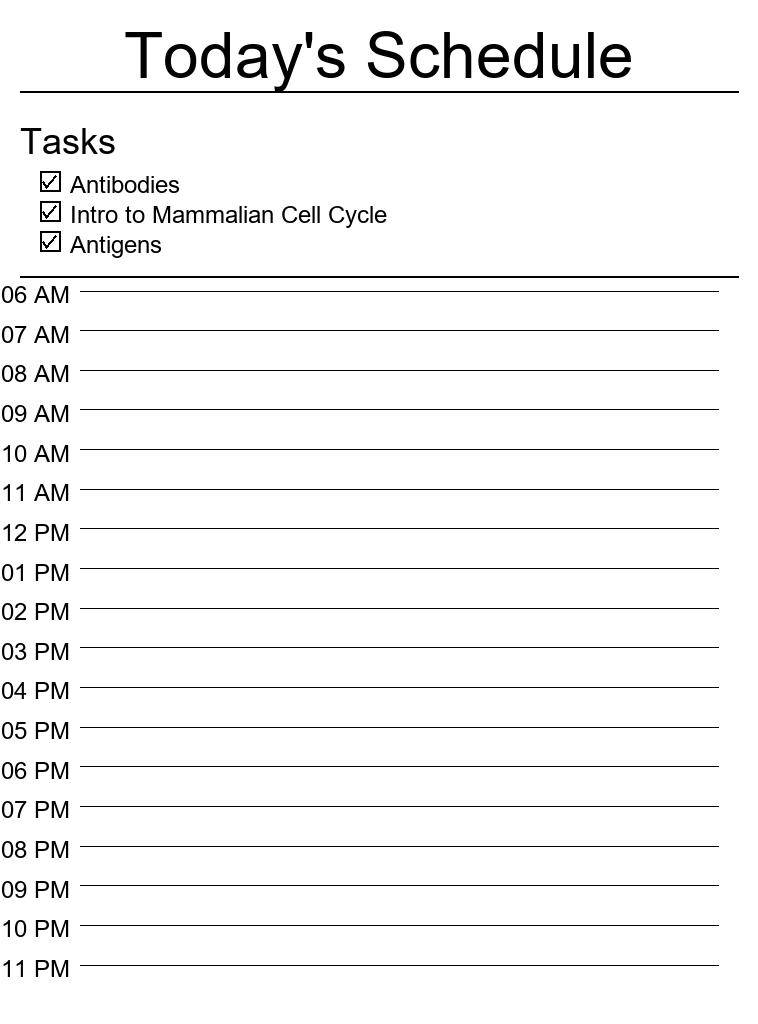 Today's Schedule
Tasks
Antibodies
Intro to Mammalian Cell Cycle
Antigens
06 AM
07 AM
08 AM
09 AM
10 AM
11 AM
12 PM
01 PM
02 PM
03 PM
04 PM
05 PM
06 PM
07 PM
08 PM
09 PM
10 PM
11 PM